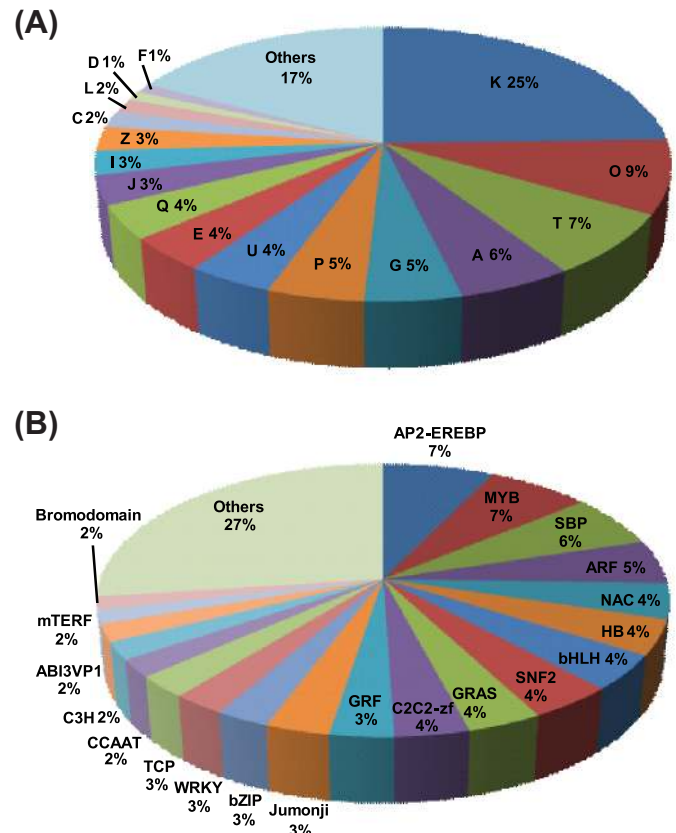 (A)
K 25%
O 9%
T 7%
A 6%
G 5%
P 5%
U 4%
E 4%
Q 4%
J 3%
I 3%
Z 3%
C 2%
L 2%
D 1%
F1%
Others
17%
(B)
AP2-EREBP
7%
MYB
7%
SBP
6%
ARF 5%
NAC 4%
HB 4%
bHLH 4%
SNF2
4%
GRAS
4%
C2C2-zf
4%
GRF
3%
Jumonji
3%
bZIP
3%
WRKY
3%
TCP
3%
CCAAT
2%
C3H 2%
ABI3VP1
2%
mTERF
2%
Bromodomain
2%
Others
27%